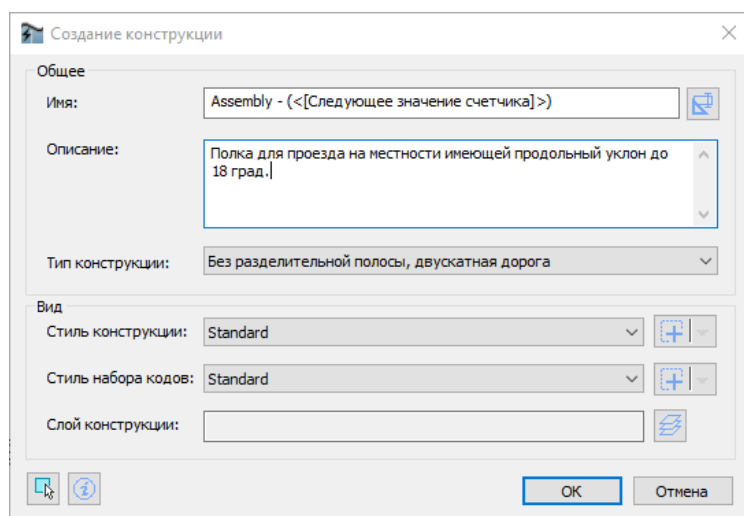 Создание конструкции
Общее
Имя:
Assembly - (<[Следующее значение счетчика]>)
Описание:
Полка для проезда на местности имеющей продольный уклон до
18 град.
Тип конструкции:
Без разделительной полосы, двускатная дорога
Вид
Стиль конструкции:
Standard
Стиль набора кодов:
Standard
Слой конструкции:
OK
Отмена